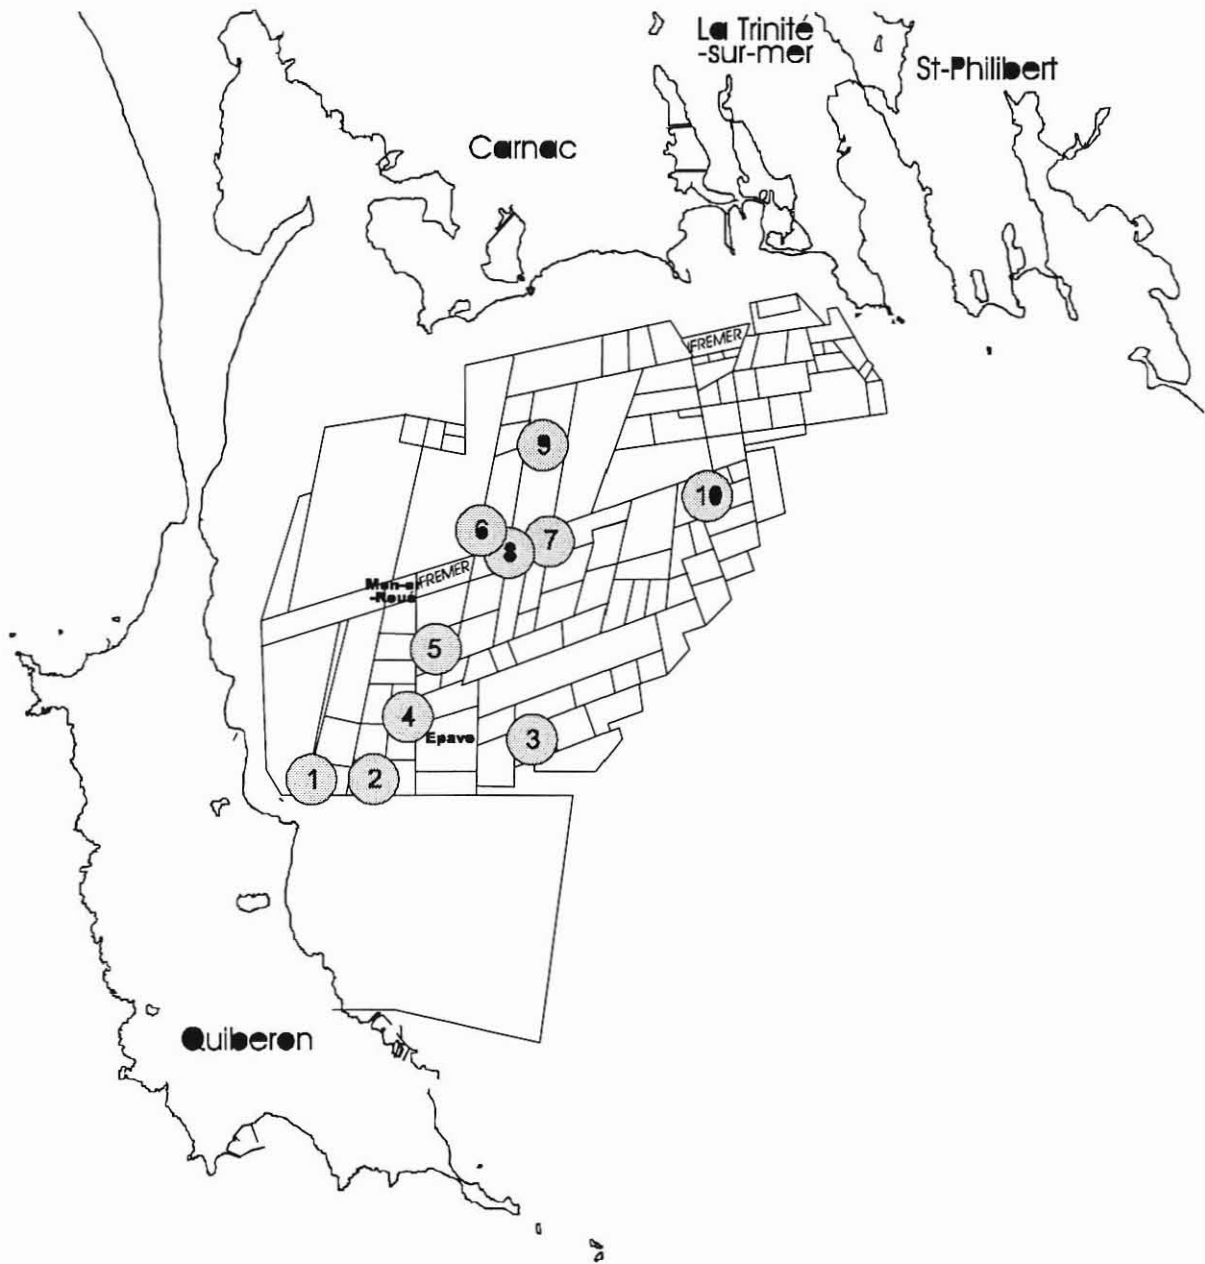 La Trinité
-sur-mer
St-Philibert
Carnac
IFREMER
9
10
6
7
8
IFREMER
-Roué
5
4
Epave
3
1
2
Quiberon